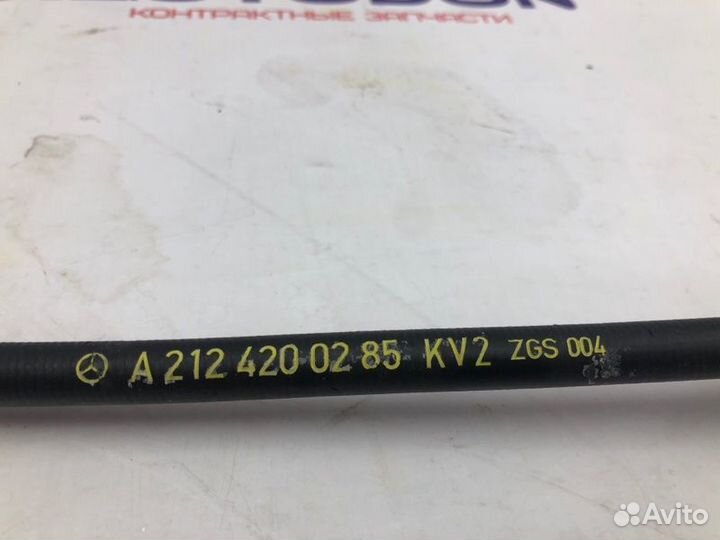 КОНТРАКТНЫЕ ЗАПЧАСТИ
A 212 420 02 85 KV2 ZGS 004
Avito